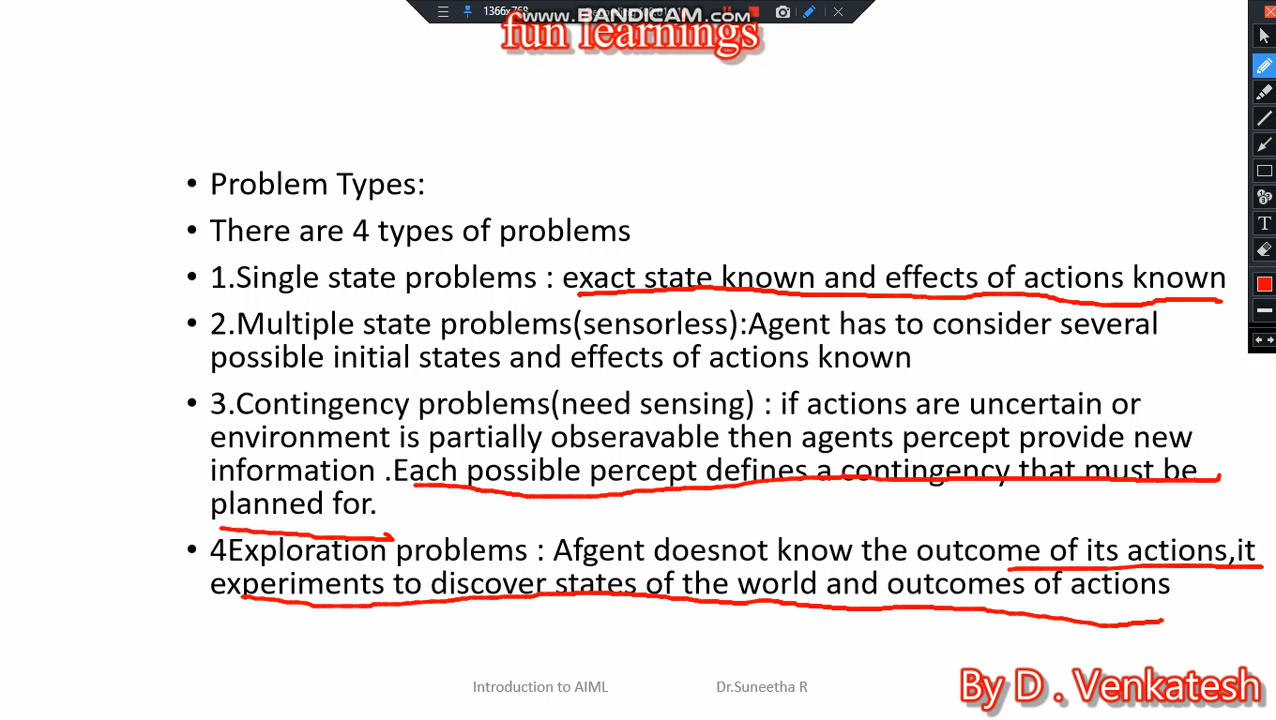 1366x768
www.BANDICAM.com
fun learnings
• Problem Types:
• There are 4 types of problems
• 1.Single state problems : exact state known and effects of actions known
• 2.Multiple state problems(sensorless):Agent has to consider several
possible initial states and effects of actions known
• 3.Contingency problems(need sensing) : if actions are uncertain or
environment is partially obseravable then agents percept provide new
information .Each possible percept defines a contingency that must be
planned for.
• 4Exploration problems : Afgent doesnot know the outcome of its actions,it
experiments to discover states of the world and outcomes of actions
Introduction to AIML
Dr.Suneetha R
By D . Venkatesh